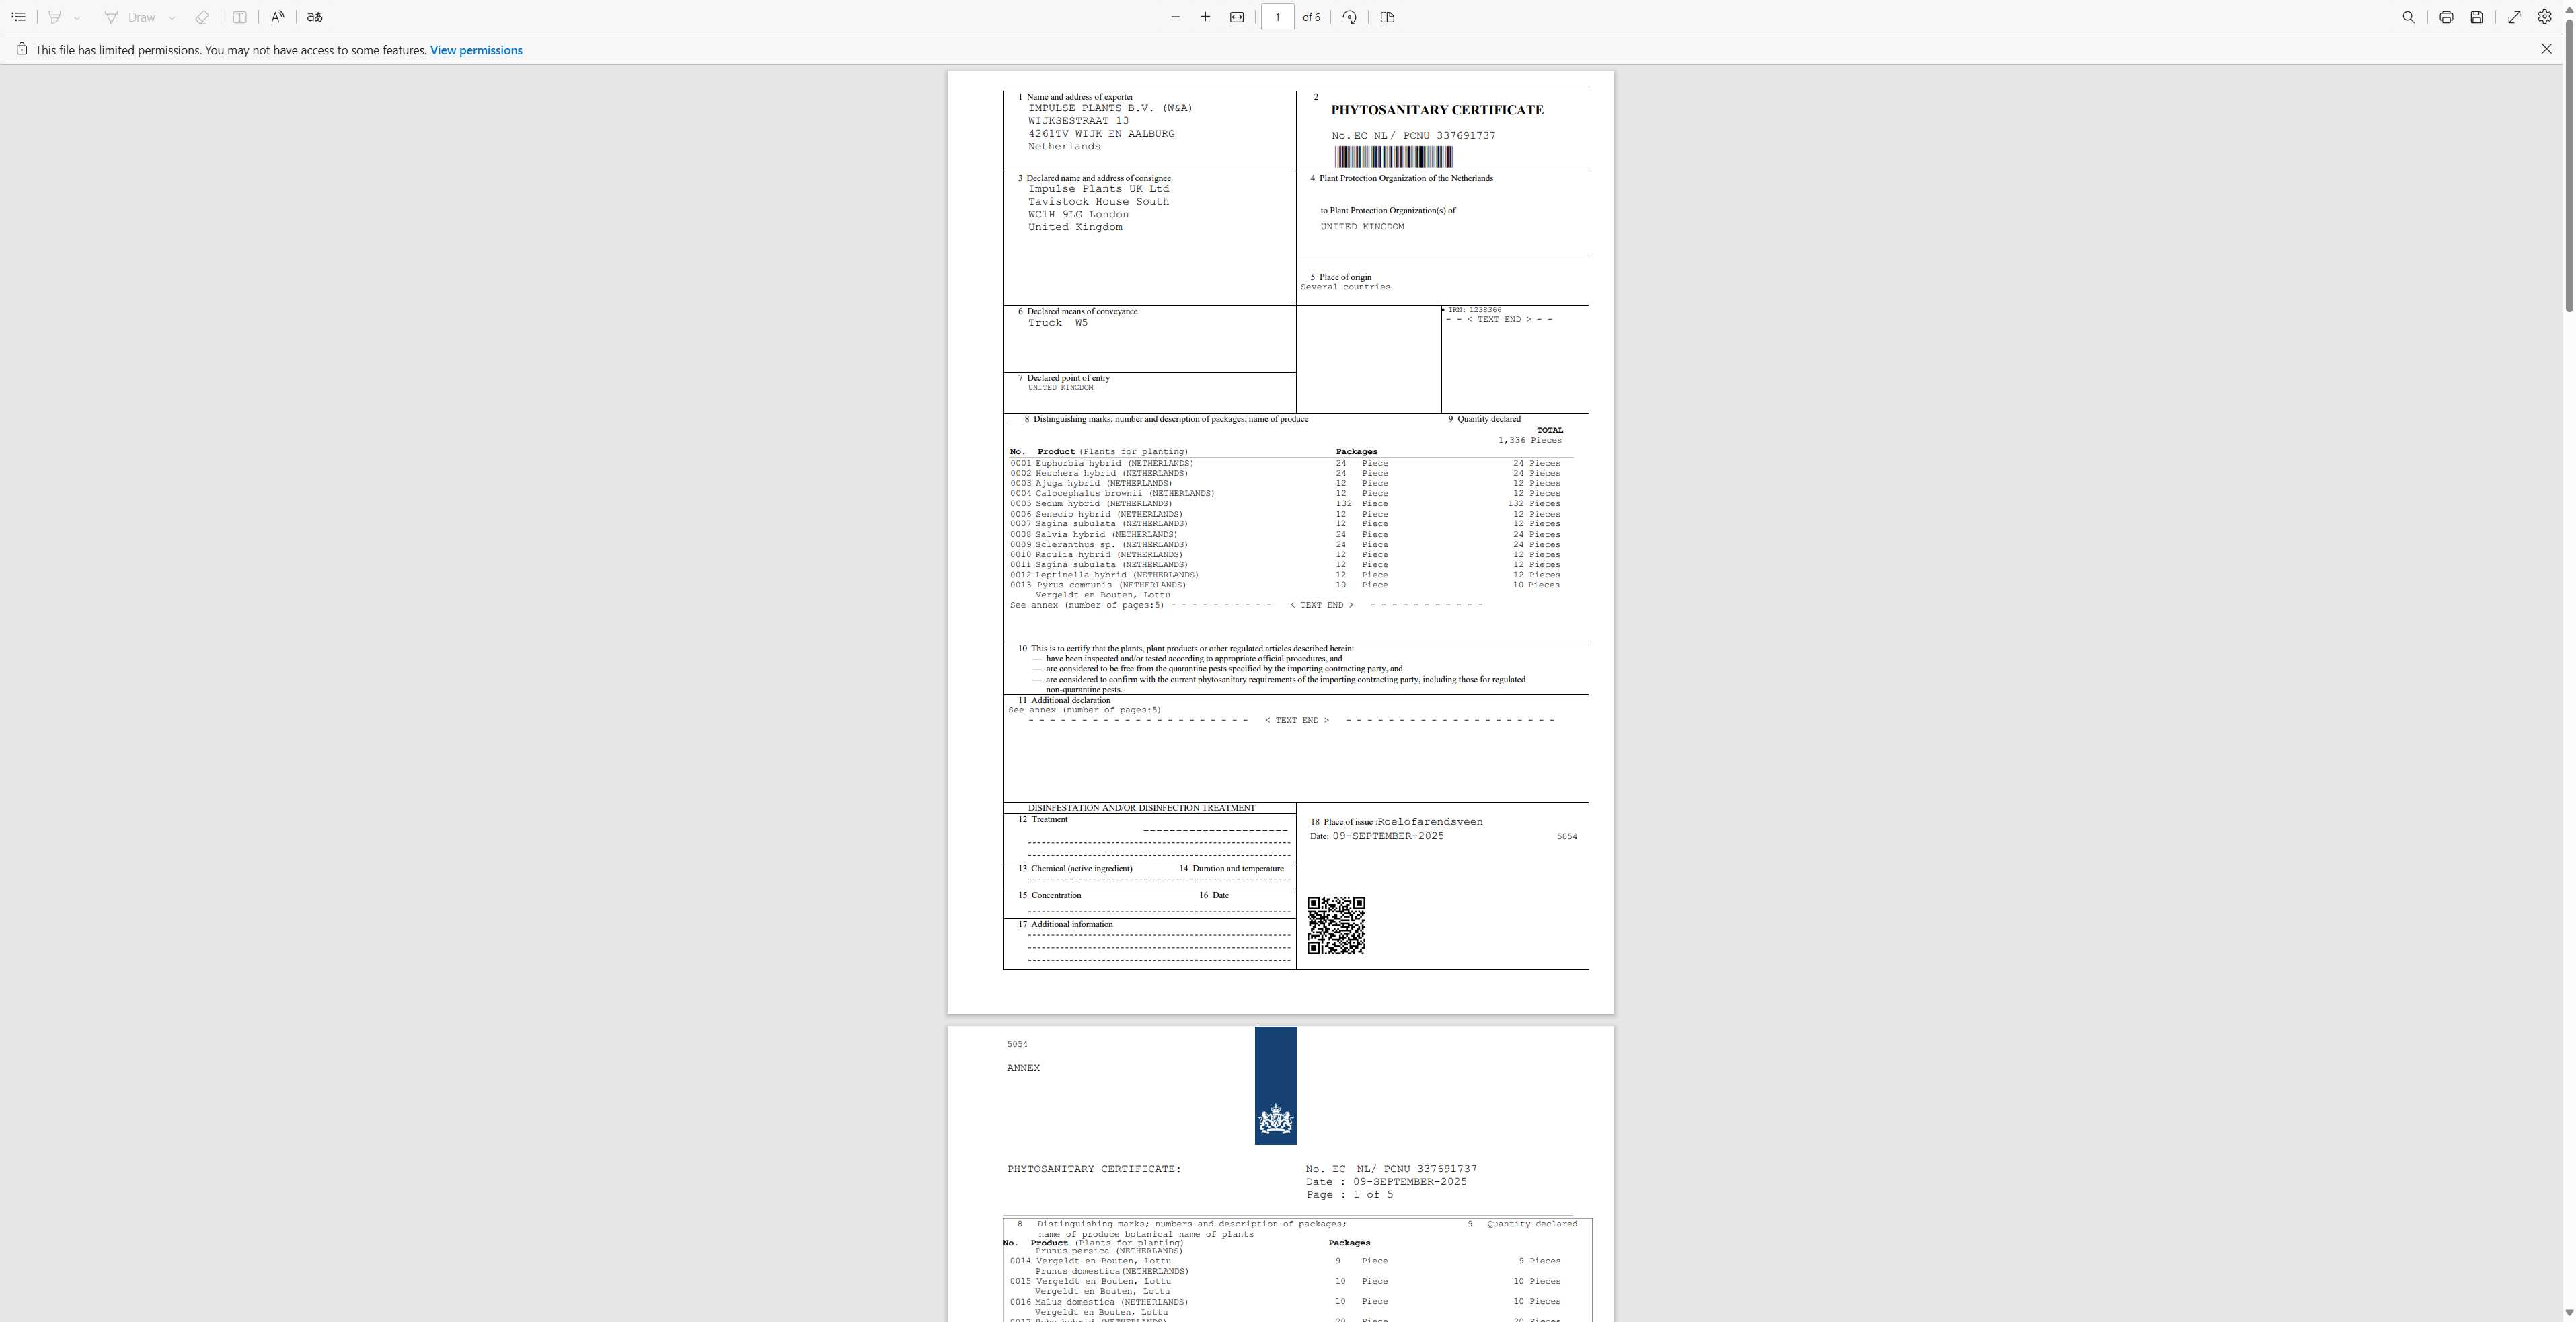 Draw
1 of 6
This file has limited permissions. You may not have access to some features. View permissions
1 Name and address of exporter
IMPULSE PLANTS B.V. (W&A)
WIJKSESTRAAT 13
4261TV WIJK EN AALBURG
Netherlands
2
PHYTOSANITARY CERTIFICATE
No. EC NL / PCNU 337691737
3 Declared name and address of consignee
Impulse Plants UK Ltd
Tavistock House South
WC1H 9LG London
United Kingdom
4 Plant Protection Organization of the Netherlands
to Plant Protection Organization(s) of
UNITED KINGDOM
5 Place of origin
Several countries
6 Declared means of conveyance
Truck W5
IRN: 1238366
- - < TEXT END > - -
7 Declared point of entry
UNITED KINGDOM
8 Distinguishing marks; number and description of packages; name of produce 9 Quantity declared
TOTAL
1,336 Pieces
No. Product (Plants for planting) Packages
0001 Euphorbia hybrid (NETHERLANDS) 24 Piece 24 Pieces
0002 Heuchera hybrid (NETHERLANDS) 24 Piece 24 Pieces
0003 Ajuga hybrid (NETHERLANDS) 12 Piece 12 Pieces
0004 Calocephalus brownii (NETHERLANDS) 12 Piece 12 Pieces
0005 Sedum hybrid (NETHERLANDS) 132 Piece 132 Pieces
0006 Senecio hybrid (NETHERLANDS) 12 Piece 12 Pieces
0007 Sagina subulata (NETHERLANDS) 12 Piece 12 Pieces
0008 Salvia hybrid (NETHERLANDS) 24 Piece 24 Pieces
0009 Scleranthus sp. (NETHERLANDS) 24 Piece 24 Pieces
0010 Raoulia hybrid (NETHERLANDS) 12 Piece 12 Pieces
0011 Sagina subulata (NETHERLANDS) 12 Piece 12 Pieces
0012 Leptinella hybrid (NETHERLANDS) 12 Piece 12 Pieces
0013 Pyrus communis (NETHERLANDS) 10 Piece 10 Pieces
Vergeldt en Bouten, Lottu
See annex (number of pages:5) - - - - - - - - - - < TEXT END > - - - - - - - - - - -
10 This is to certify that the plants, plant products or other regulated articles described herein:
— have been inspected and/or tested according to appropriate official procedures, and
— are considered to be free from the quarantine pests specified by the importing contracting party, and
— are considered to confirm with the current phytosanitary requirements of the importing contracting party, including those for regulated
non-quarantine pests.
11 Additional declaration
See annex (number of pages:5)
- - - - - - - - - - - - - - - - - - - - - < TEXT END > - - - - - - - - - - - - - - - - - - - -
DISINFESTATION AND/OR DISINFECTION TREATMENT
12 Treatment
13 Chemical (active ingredient) 14 Duration and temperature
15 Concentration 16 Date
17 Additional information
18 Place of issue :Roelofarendsveen
Date: 09-SEPTEMBER-2025 5054
5054
ANNEX
PHYTOSANITARY CERTIFICATE:
No. EC NL/ PCNU 337691737
Date : 09-SEPTEMBER-2025
Page : 1 of 5
8 Distinguishing marks; numbers and description of packages; 9 Quantity declared
name of produce botanical name of plants
No. Product (Plants for planting) Packages
Prunus persica (NETHERLANDS)
0014 Vergeldt en Bouten, Lottu 9 Piece 9 Pieces
Prunus domestica(NETHERLANDS)
0015 Vergeldt en Bouten, Lottu 10 Piece 10 Pieces
Vergeldt en Bouten, Lottu
0016 Malus domestica (NETHERLANDS) 10 Piece 10 Pieces
Vergeldt en Bouten, Lottu